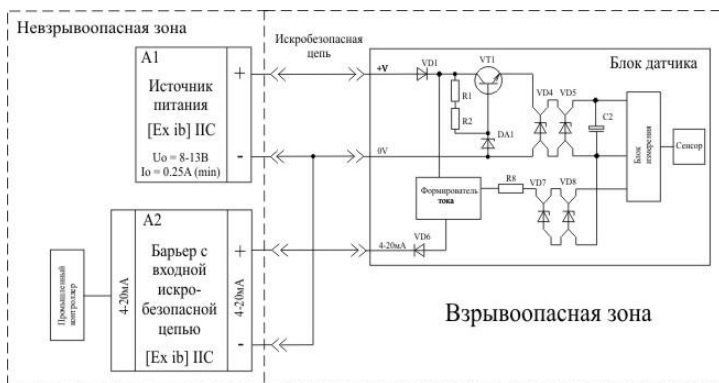 Невзрывоопасная зона
A1
+
Источник
питания
[Ex ib] IIC
-
Uo = 8-13В
Io = 0.25А (min)
Искробезопасная
цепь
Блок датчика
+V
VD1
VT1
R1
R2
DA1
VD4
VD5
C2
0V
Блок
измерения
Сенсор
Формирователь
тока
R8
VD7
VD8
4-20мА
VD6
Промышленный
контроллер
4-20мА
A2
+
Барьер с
входной
искро-
безопасной
цепью
[Ex ib] IIC
4-20мА
-
Взрывоопасная зона